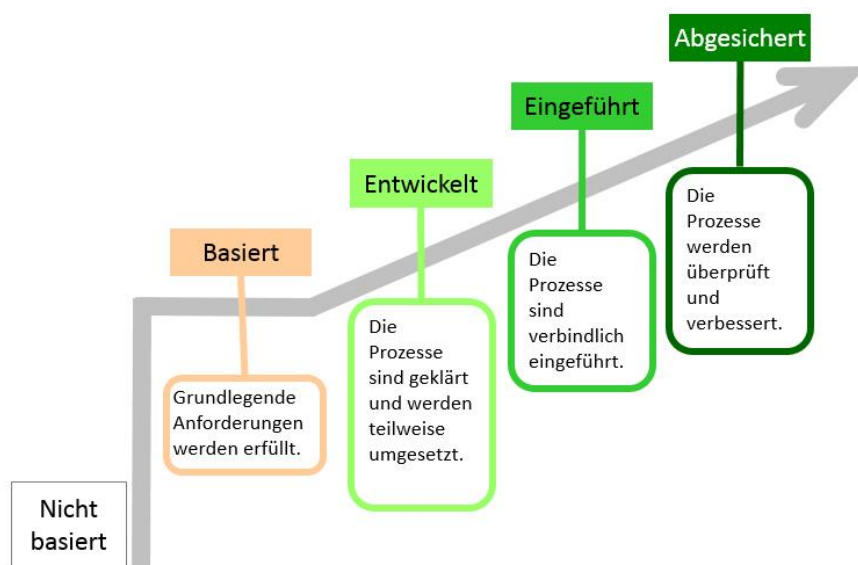 Abgesichert
Eingeführt
Entwickelt
Basiert
Die
Prozesse
werden
überprüft
und
verbessert.
Die
Prozesse
sind
verbindlich
eingeführt.
Die
Prozesse
sind geklärt
und werden
teilweise
umgesetzt.
Grundlegende
Anforderungen
werden erfüllt.
Nicht
basiert